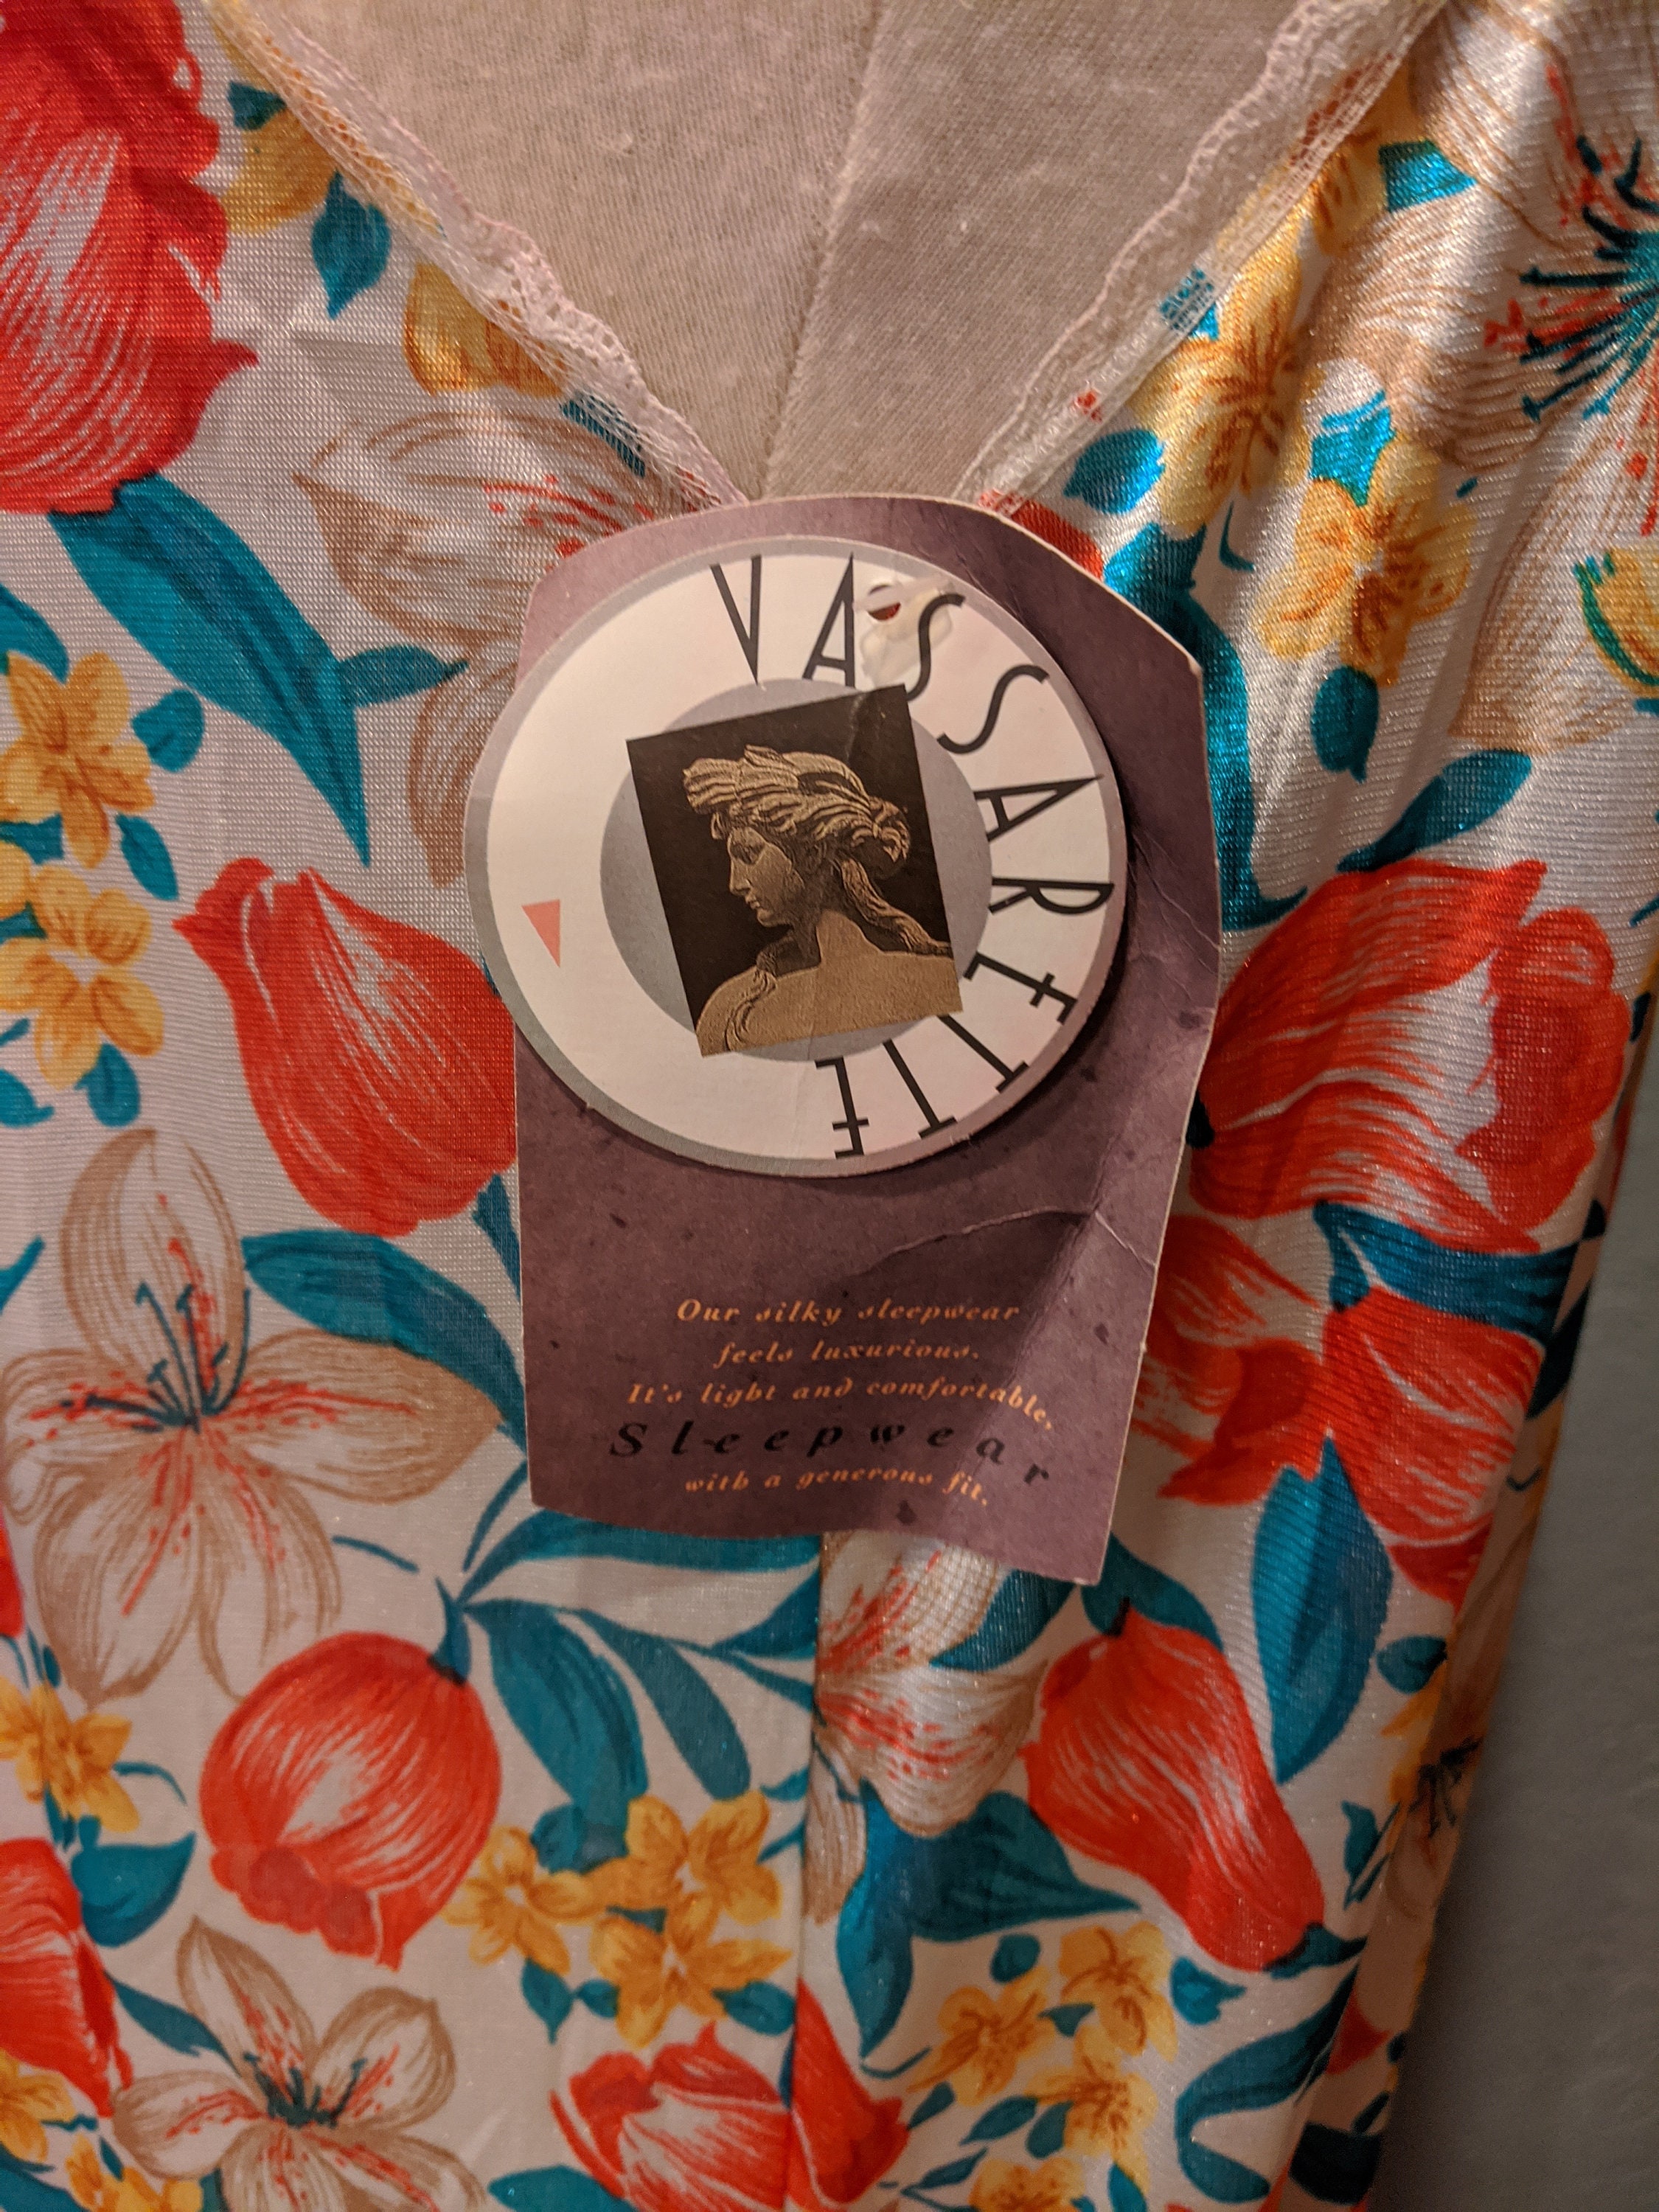 VASSARETTE
Our silky sleepwear
feels luxurious.
It's light and comfortable,
Sleepwear
with a generous fit.